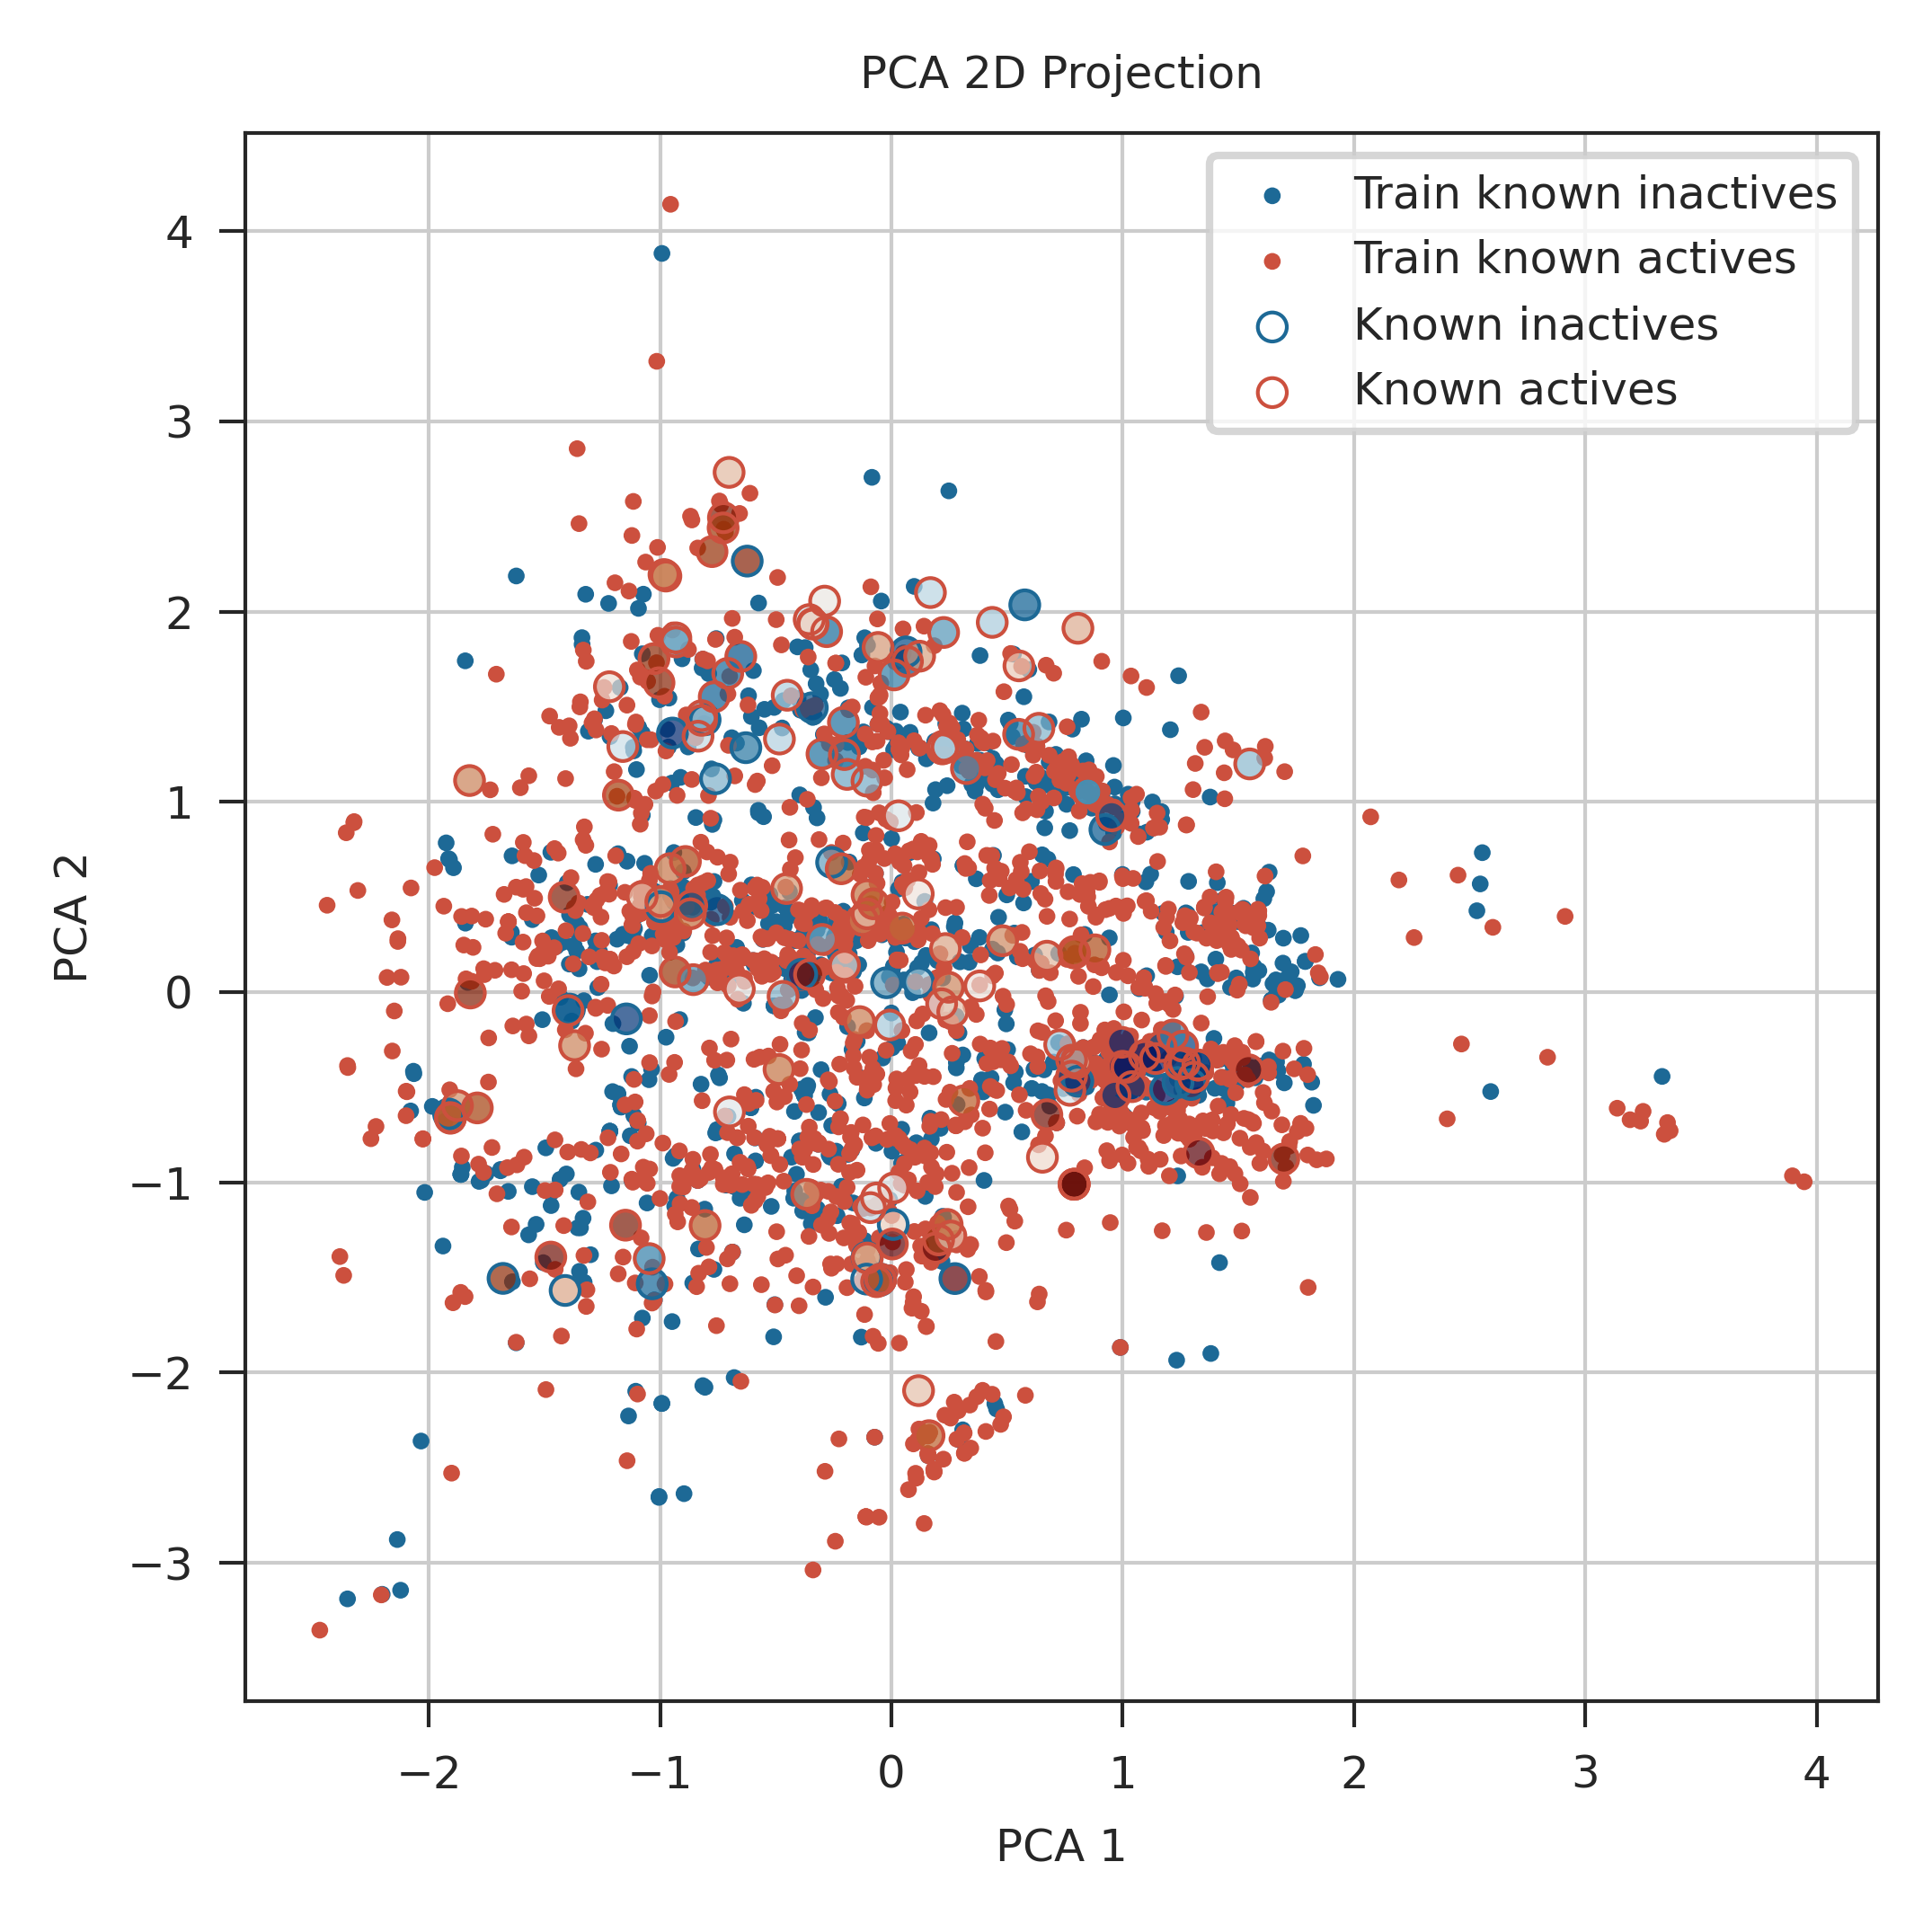 PCA 2D Projection
Train known inactives
Train known actives
Known inactives
Known actives
4
3
2
1
0
−1
−2
−3
PCA 2
−2 −1 0 1 2 3 4
PCA 1